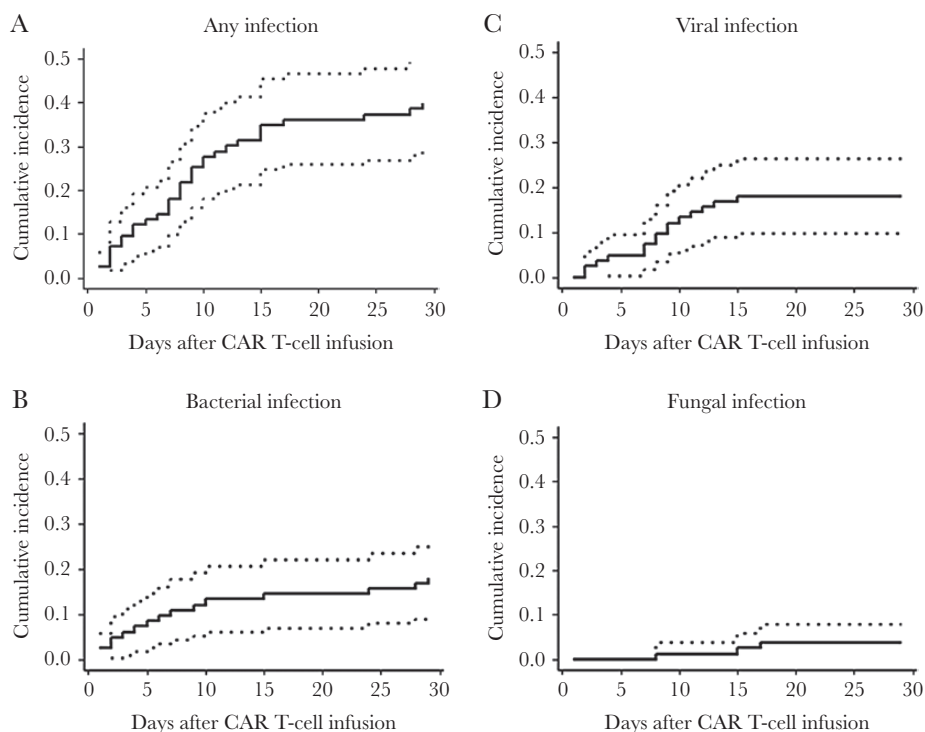 A
Any infection
Cumulative incidence
0.5
0.4
0.3
0.2
0.1
0.0
0 5 10 15 20 25 30
Days after CAR T-cell infusion
C
Viral infection
Cumulative incidence
0.5
0.4
0.3
0.2
0.1
0.0
0 5 10 15 20 25 30
Days after CAR T-cell infusion
B
Bacterial infection
Cumulative incidence
0.5
0.4
0.3
0.2
0.1
0.0
0 5 10 15 20 25 30
Days after CAR T-cell infusion
D
Fungal infection
Cumulative incidence
0.5
0.4
0.3
0.2
0.1
0.0
0 5 10 15 20 25 30
Days after CAR T-cell infusion